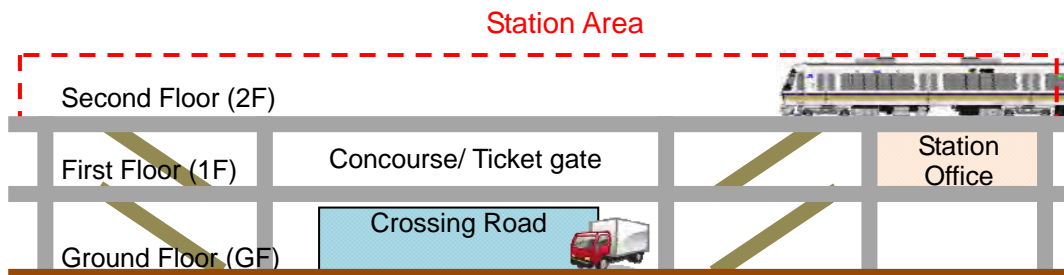 Station Area
Second Floor (2F)
First Floor (1F)
Concourse/ Ticket gate
Station
Office
Crossing Road
Ground Floor (GF)